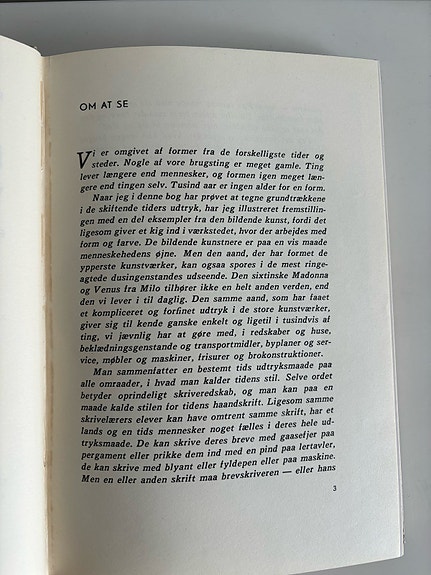 OM AT SE
Vi er omgivet af former fra de forskelligste tider og
steder. Nogle af vore brugsting er meget gamle. Ting
lever længere end mennesker, og formen igen meget læn-
gere end tingen selv. Tusind aar er ingen alder for en form.
Naar jeg i denne bog har prøvet at tegne grundtrækkene
i de skiftende tiders udtryk, har jeg illustreret fremstillin-
gen med en del eksempler fra den bildende kunst, fordi det
ligesom giver et kig ind i værkstedet, hvor der arbejdes med
form og farve. De bildende kunstnere er paa en vis maade
menneskehedens øjne. Men den aand, der har formet de
ypperste kunstværker, kan ogsaa spores i de mest ringe-
agtede dusingenstandes udseende. Den sixtinske Madonna
og Venus fra Milo tilhører ikke en helt anden verden, end
den vi lever i til daglig. Den samme aand, som har faaet
et kompliceret og forfinet udtryk i de store kunstværker,
giver sig til kende ganske enkelt og ligetil i tusindvis af
ting, vi jævnlig har at gøre med, i redskaber og huse,
beklædningsgenstande og transportmidler, byplaner og ser-
vice, møbler og maskiner, frisurer og brokonstruktioner.
Man sammenfatter en bestemt tids udtryksmaade paa
alle omraader, i hvad man kalder tidens stil. Selve ordet
betyder oprindeligt skriveredskab, og man kan paa en
maade kalde stilen for tidens haandskrift. Ligesom samme
skrivelærers elever kan have omtrent samme skrift, har et
lands og en tids mennesker noget fælles i deres hele ud-
tryksmaade. De kan skrive deres breve med gaasefjer paa
pergament eller prikke dem ind med en pind paa lertavler,
de kan skrive med blyant eller fyldepen eller paa maskine.
Men en eller anden skrift maa brevskriveren — eller hans
3